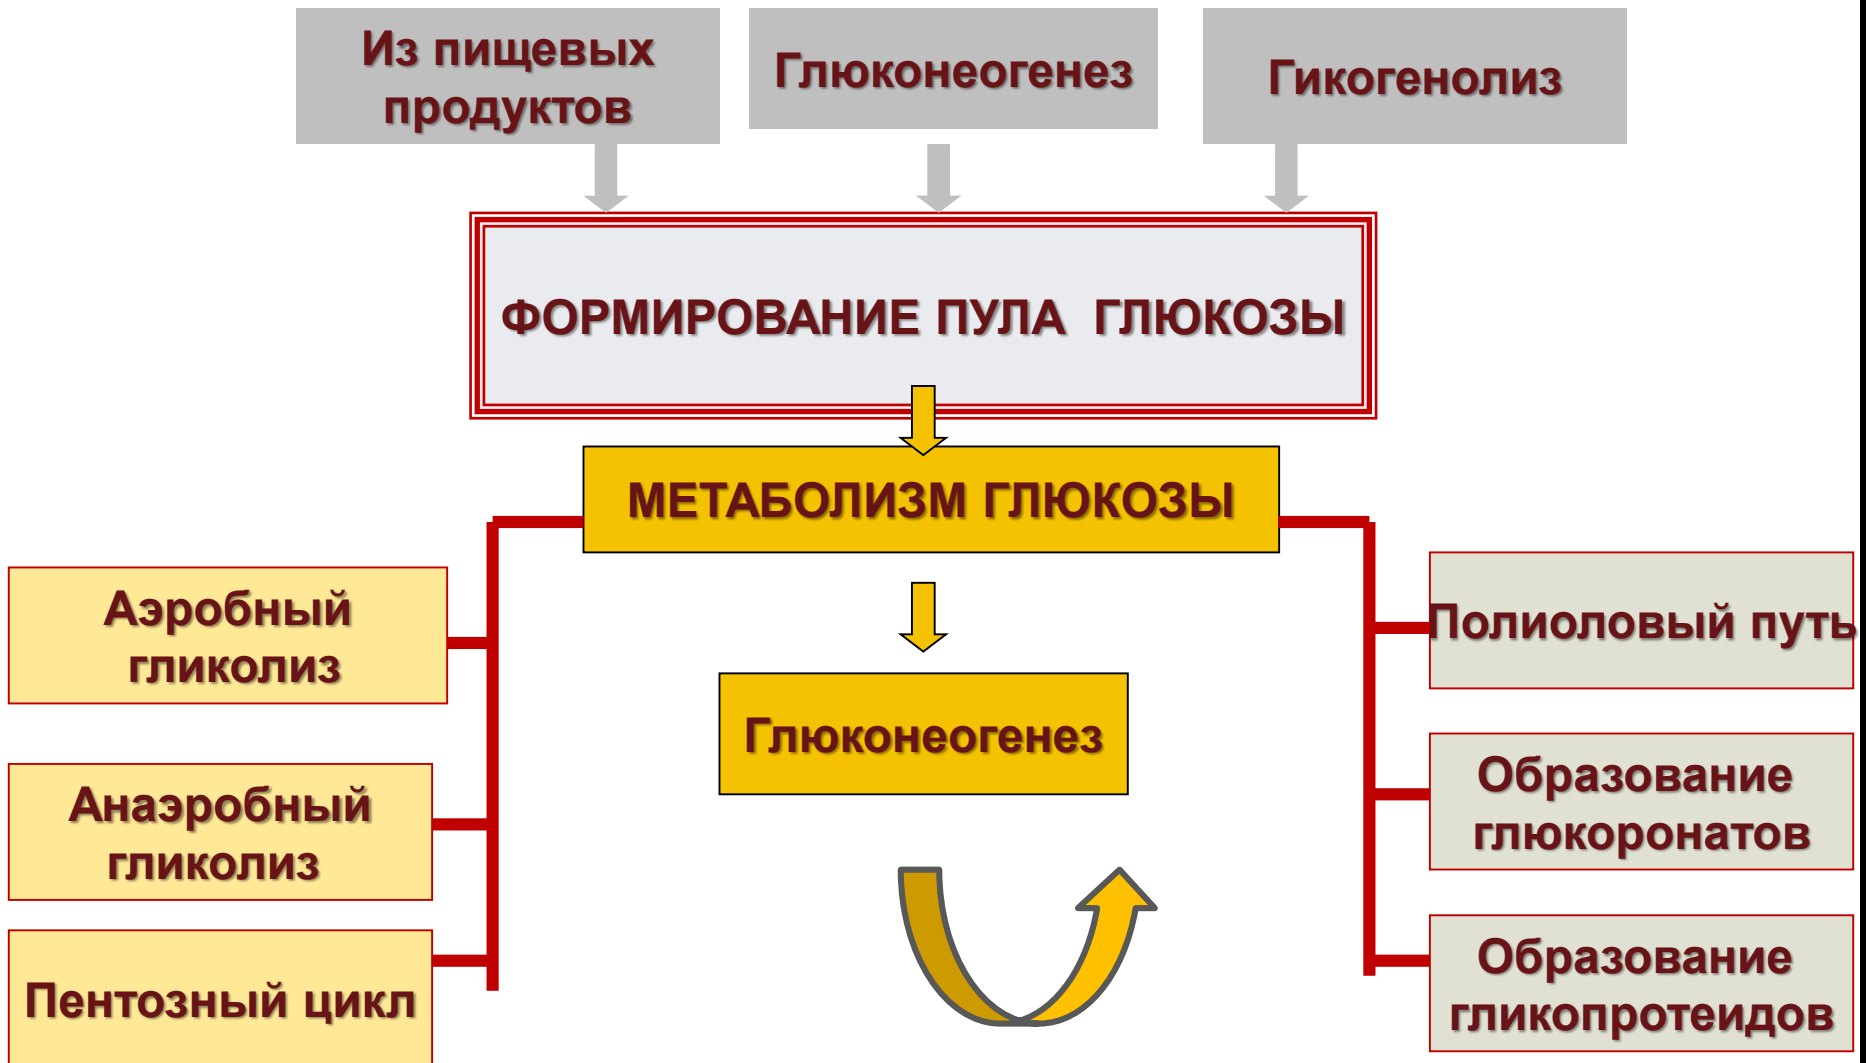 Из пищевых
продуктов
Глюконеогенез
Гикогенолиз
ФОРМИРОВАНИЕ ПУЛА ГЛЮКОЗЫ
МЕТАБОЛИЗМ ГЛЮКОЗЫ
Аэробный
гликолиз
Анаэробный
гликолиз
Пентозный цикл
Глюконеогенез
Полиоловый путь
Образование
глюкоронатов
Образование
гликопротеидов